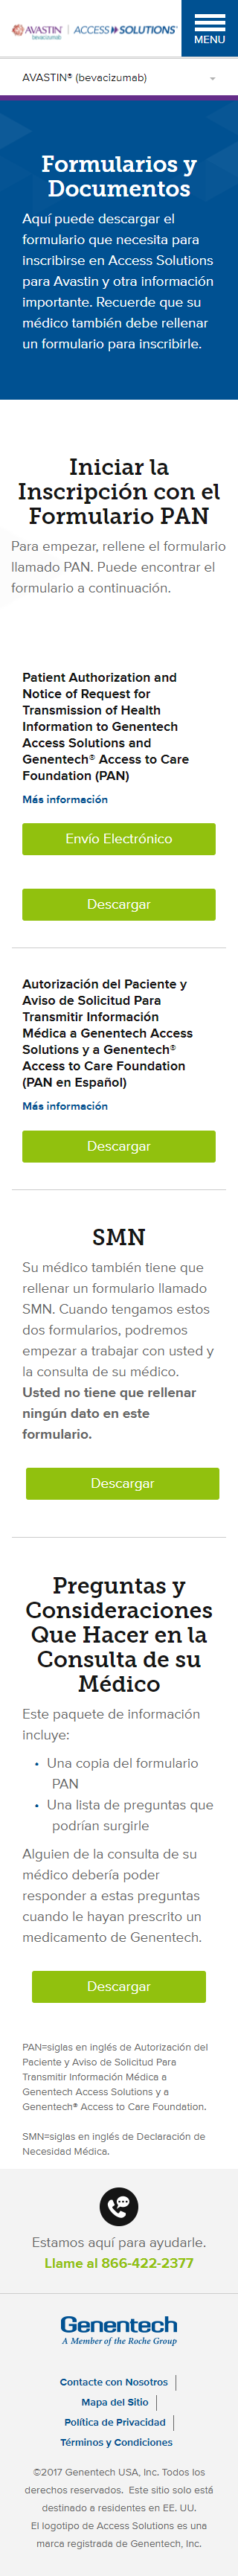 AVASTIN® bevacizumab | ACCESS SOLUTIONS®
MENU
AVASTIN® (bevacizumab)
Formularios y
Documentos
Aquí puede descargar el
formulario que necesita para
inscribirse en Access Solutions
para Avastin y otra información
importante. Recuerde que su
médico también debe rellenar
un formulario para inscribirle.
Iniciar la
Inscripción con el
Formulario PAN
Para empezar, rellene el formulario
llamado PAN. Puede encontrar el
formulario a continuación.
Patient Authorization and
Notice of Request for
Transmission of Health
Information to Genentech
Access Solutions and
Genentech® Access to Care
Foundation (PAN)
Más información
Envío Electrónico
Descargar
Autorización del Paciente y
Aviso de Solicitud Para
Transmitir Información
Médica a Genentech Access
Solutions y a Genentech®
Access to Care Foundation
(PAN en Español)
Más información
Descargar
SMN
Su médico también tiene que
rellenar un formulario llamado
SMN. Cuando tengamos estos
dos formularios, podremos
empezar a trabajar con usted y
la consulta de su médico.
Usted no tiene que rellenar
ningún dato en este
formulario.
Descargar
Preguntas y
Consideraciones
Que Hacer en la
Consulta de su
Médico
Este paquete de información
incluye:
• Una copia del formulario
PAN
• Una lista de preguntas que
podrían surgirle
Alguien de la consulta de su
médico debería poder
responder a estas preguntas
cuando le hayan prescrito un
medicamento de Genentech.
Descargar
PAN=siglas en inglés de Autorización del
Paciente y Aviso de Solicitud Para
Transmitir Información Médica a
Genentech Access Solutions y a
Genentech® Access to Care Foundation.
SMN=siglas en inglés de Declaración de
Necesidad Médica.
Estamos aquí para ayudarle.
Llame al 866-422-2377
Genentech
A Member of the Roche Group
Contacte con Nosotros
Mapa del Sitio
Política de Privacidad
Términos y Condiciones
©2017 Genentech USA, Inc. Todos los
derechos reservados. Este sitio solo está
destinado a residentes en EE. UU.
El logotipo de Access Solutions es una
marca registrada de Genentech, Inc.